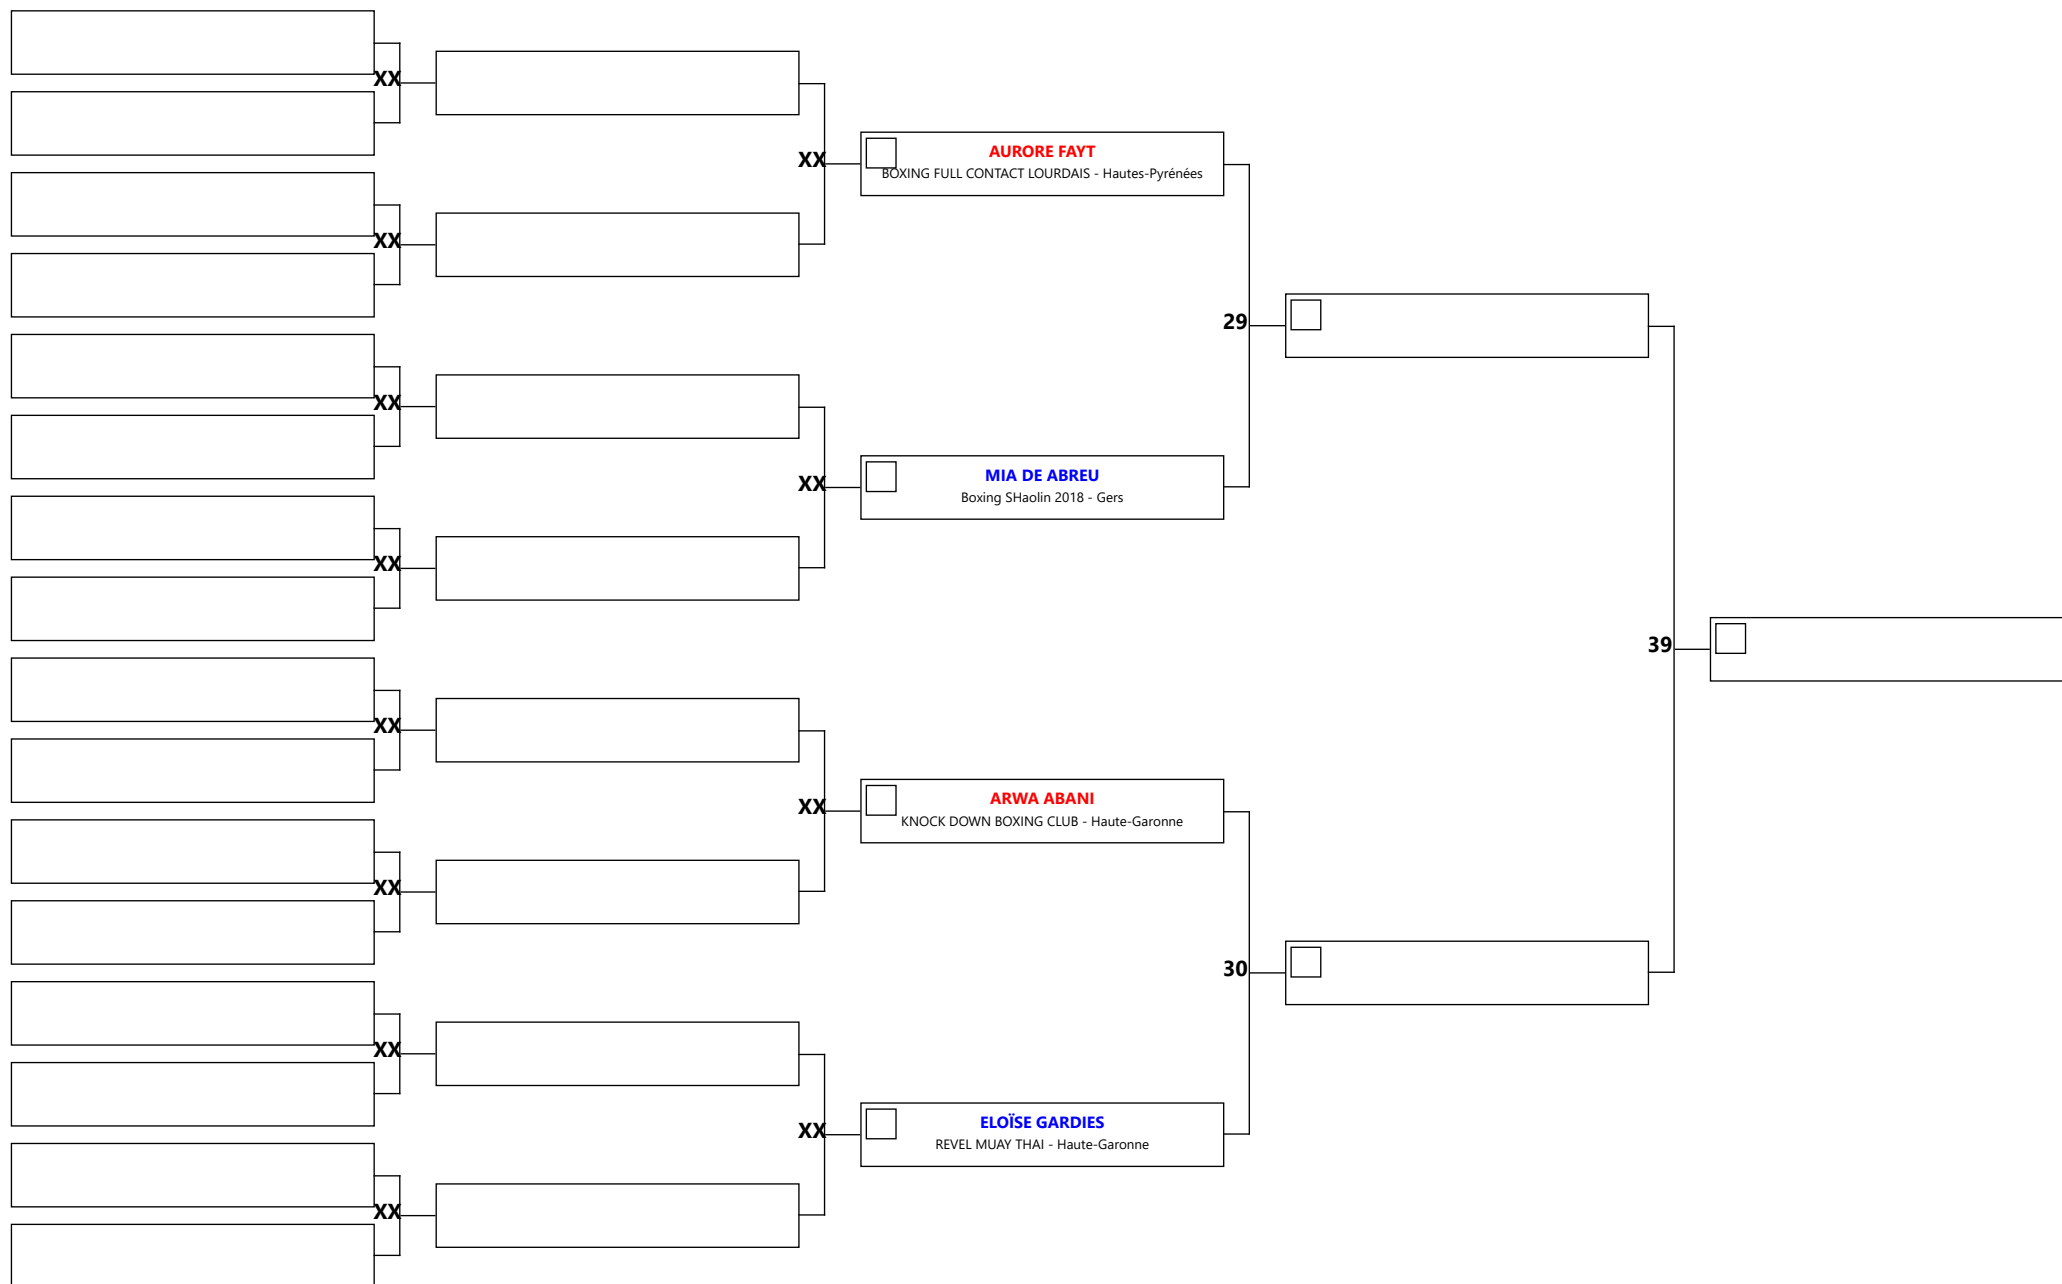 XX
XX
AURORE FAYT
BOXING FULL CONTACT LOURDAIS - Hautes-Pyrénées
XX
29
XX
MIA DE ABREU
Boxing SHaolin 2018 - Gers
XX
XX
39
XX
ARWA ABANI
KNOCK DOWN BOXING CLUB - Haute-Garonne
XX
XX
30
XX
ELOÏSE GARDIES
REVEL MUAY THAI - Haute-Garonne
XX
XX